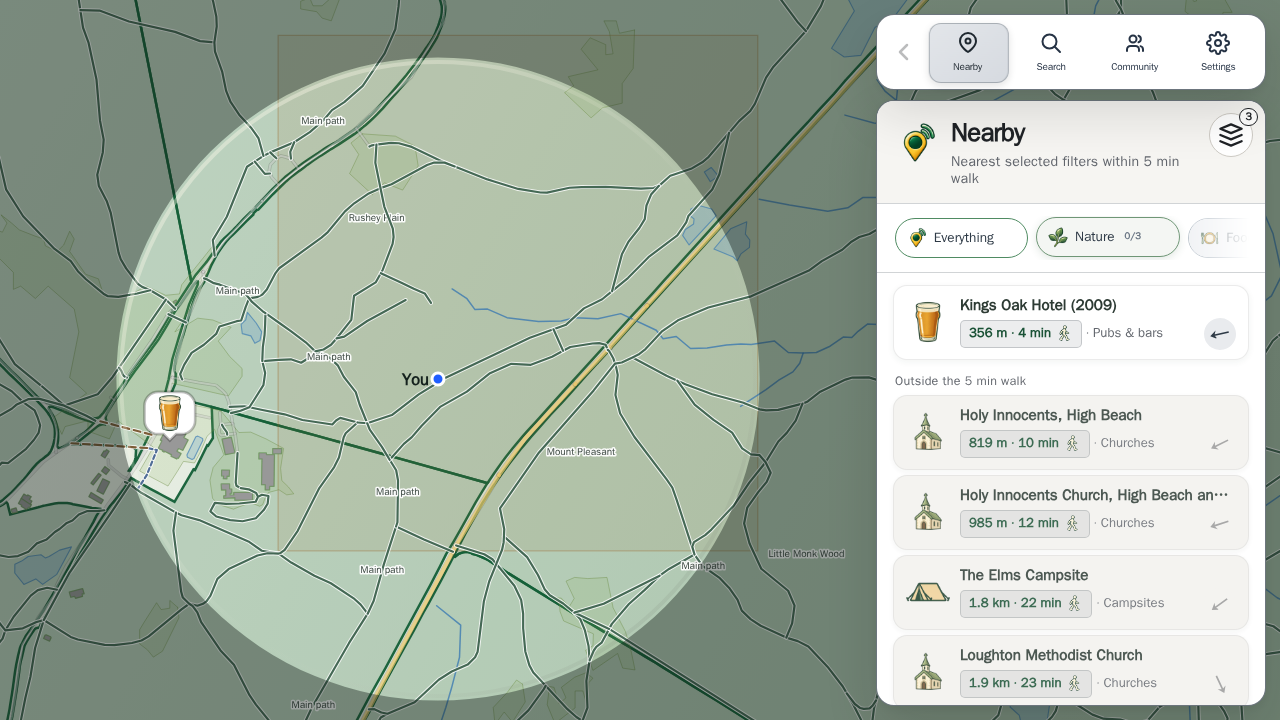 Nearby
Search
Community
Settings
3
Nearby
Nearest selected filters within 5 min
walk
Everything
Nature 0/3
Kings Oak Hotel (2009)
356 m · 4 min · Pubs & bars
Outside the 5 min walk
Holy Innocents, High Beach
819 m · 10 min · Churches
Holy Innocents Church, High Beach an···
985 m · 12 min · Churches
The Elms Campsite
1.8 km · 22 min · Campsites
Loughton Methodist Church
1.9 km · 23 min · Churches
Main path
Rushey Plain
Main path
Main path
You
Mount Pleasant
Main path
Little Monk Wood
Main path
Main path
Main path